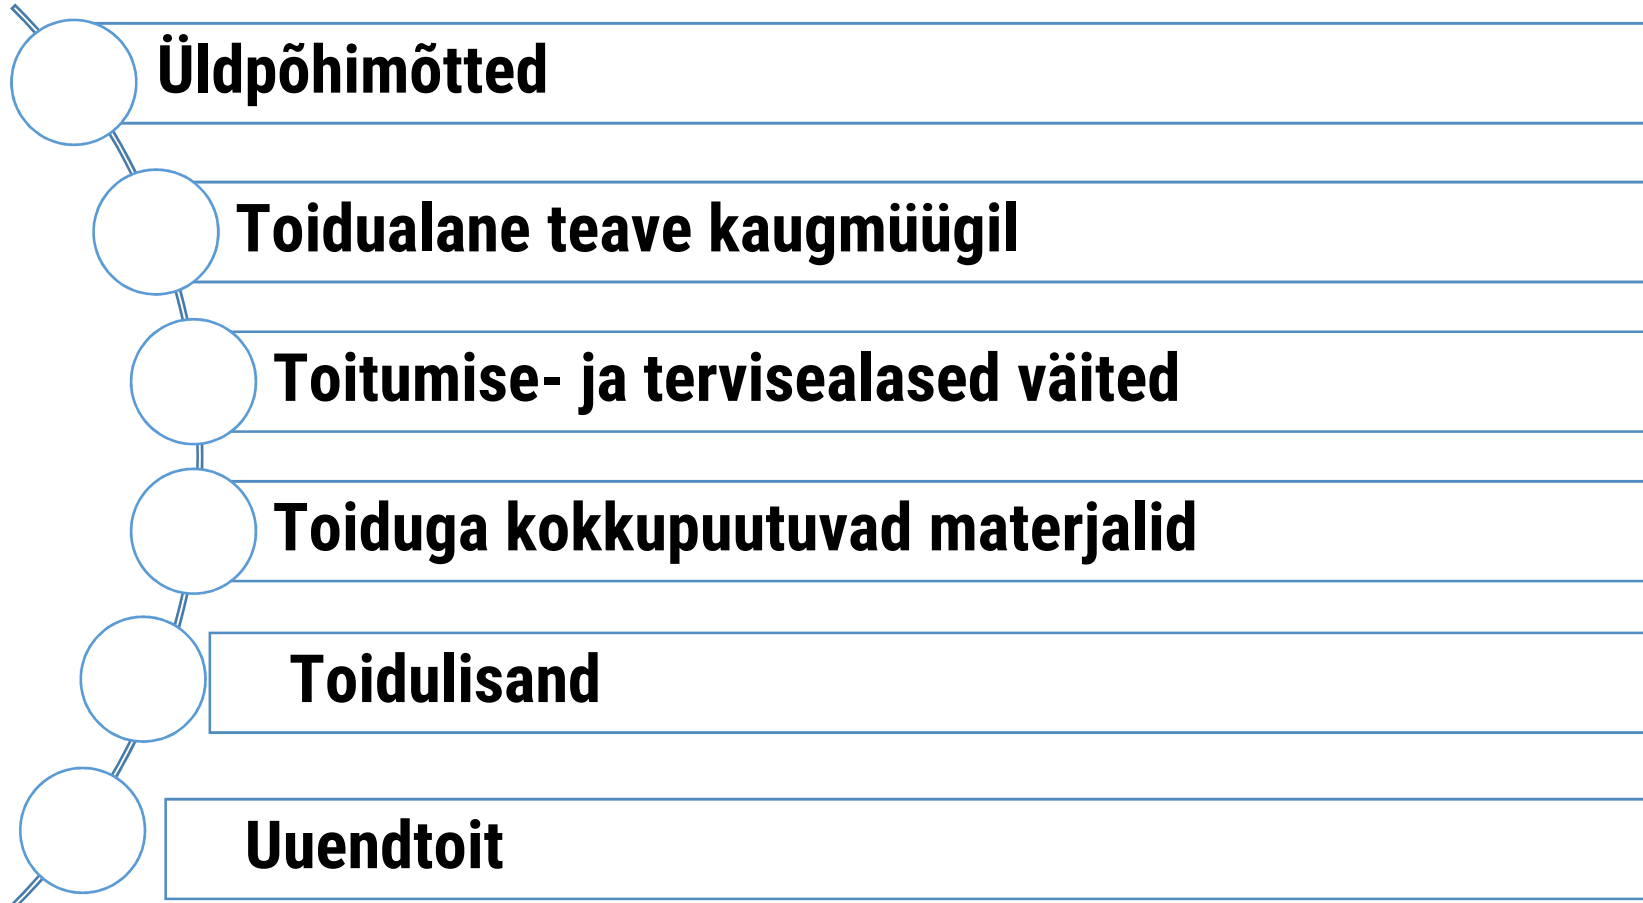 Üldpõhimõtted
Toidualane teave kaugmüügil
Toitumise- ja tervisealased väited
Toiduga kokkupuutuvad materjalid
Toidulisand
Uuendtoit